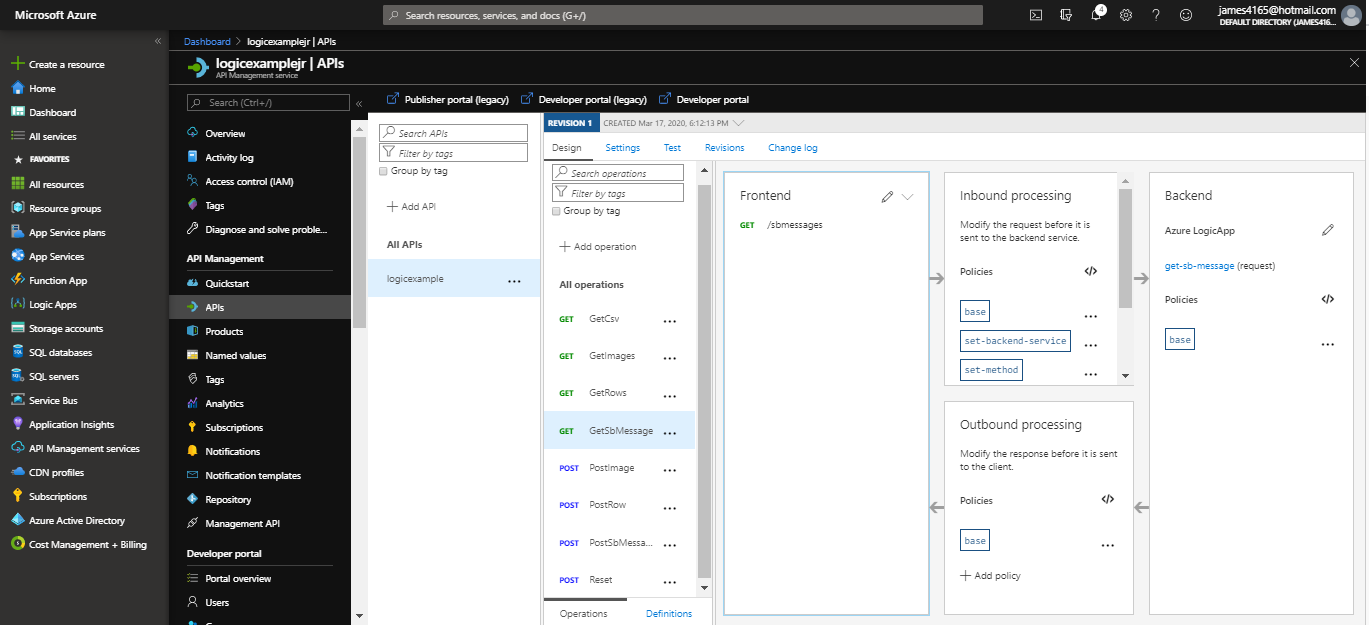 Microsoft Azure
Search resources, services, and docs (G+/)
4
james4165@hotmail.com
DEFAULT DIRECTORY (JAMES416...
Create a resource
Home
Dashboard
All services
FAVORITES
All resources
Resource groups
App Service plans
App Services
Function App
Logic Apps
Storage accounts
SQL databases
SQL servers
Service Bus
Application Insights
API Management services
CDN profiles
Subscriptions
Azure Active Directory
Cost Management + Billing
Dashboard > logicexamplejr | APIs
logicexamplejr | APIs
API Management service
Search (Ctrl+/)
Overview
Activity log
Access control (IAM)
Tags
Diagnose and solve proble...
API Management
Quickstart
APIs
Products
Named values
Tags
Analytics
Subscriptions
Notifications
Notification templates
Repository
Management API
Developer portal
Portal overview
Users
Publisher portal (legacy)
Developer portal (legacy)
Developer portal
Search APIs
Filter by tags
Group by tag
Add API
All APIs
logicexample
REVISION 1
CREATED Mar 17, 2020, 6:12:13 PM
Design
Settings
Test
Revisions
Change log
Search operations
Filter by tags
Group by tag
Add operation
All operations
GET GetCsv
GET GetImages
GET GetRows
GET GetSbMessage
POST PostImage
POST PostRow
POST PostSbMessa...
POST Reset
Operations
Definitions
Frontend
GET /sbmessages
Inbound processing
Modify the request before it is
sent to the backend service.
Policies
base
set-backend-service
set-method
Outbound processing
Modify the response before it is sent
to the client.
Policies
base
Add policy
Backend
Azure LogicApp
get-sb-message (request)
Policies
base